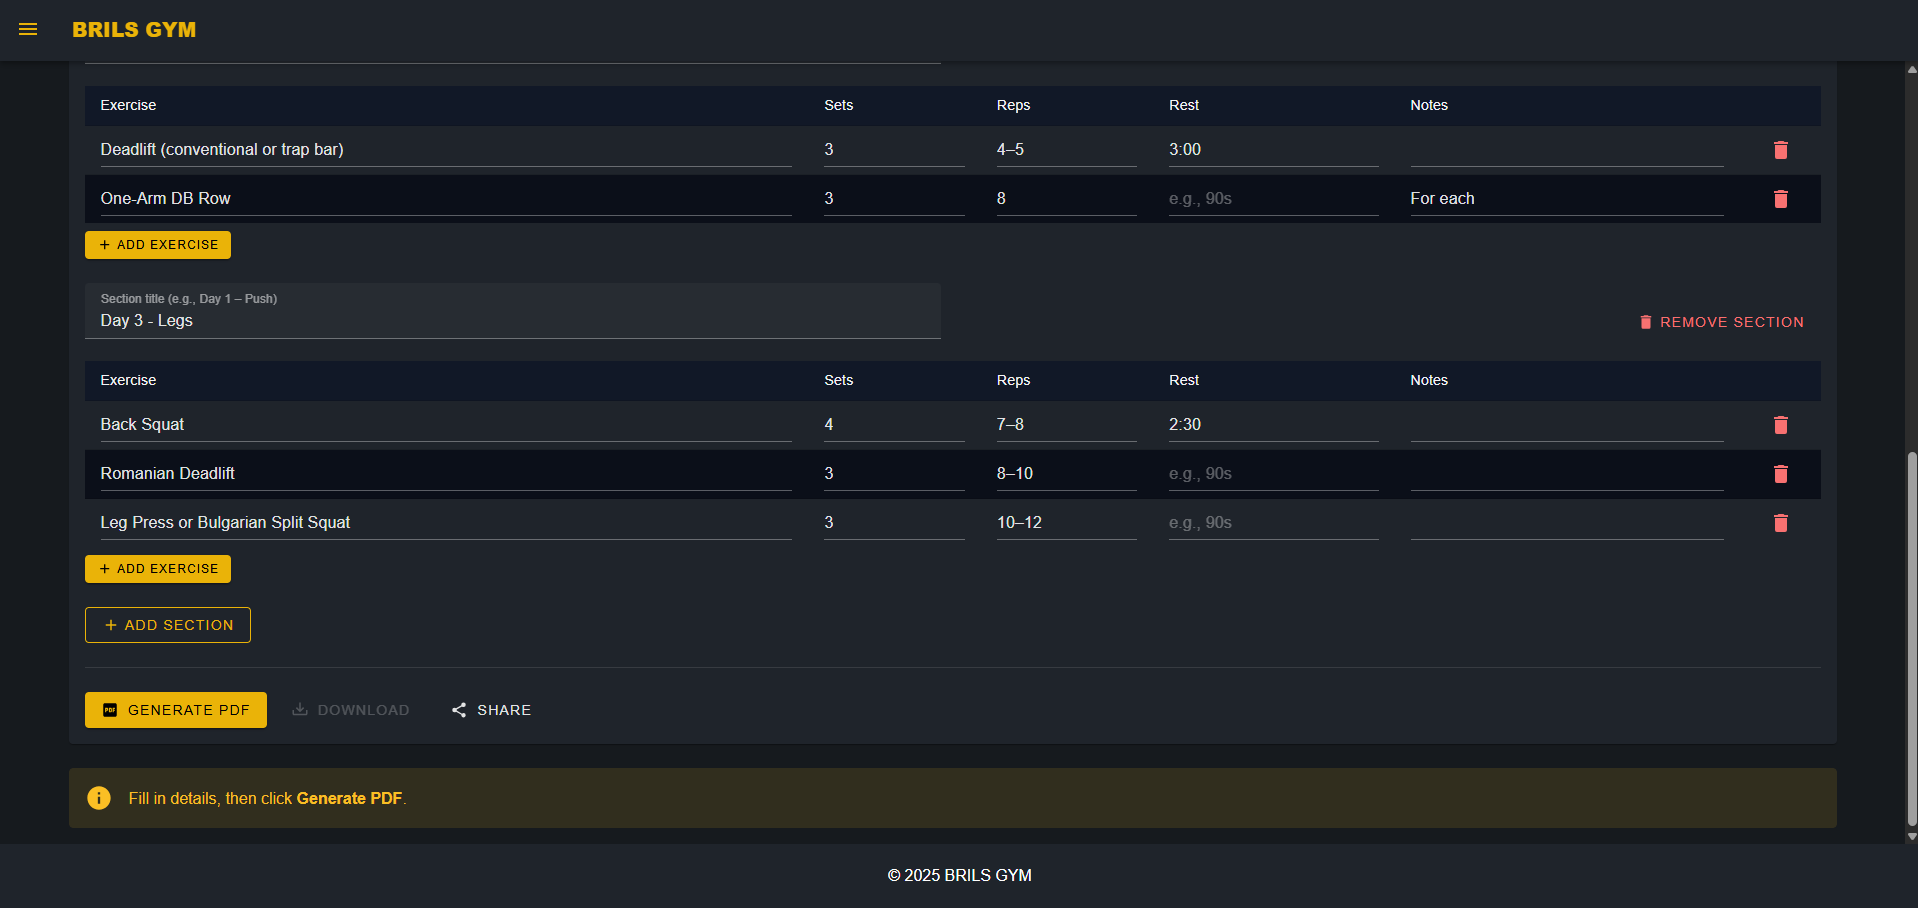 BRILS GYM
Exercise Sets Reps Rest Notes
Deadlift (conventional or trap bar) 3 4–5 3:00
One-Arm DB Row 3 8 e.g., 90s For each
+ ADD EXERCISE
Section title (e.g., Day 1 – Push)
Day 3 - Legs
REMOVE SECTION
Exercise Sets Reps Rest Notes
Back Squat 4 7–8 2:30
Romanian Deadlift 3 8–10 e.g., 90s
Leg Press or Bulgarian Split Squat 3 10–12 e.g., 90s
+ ADD EXERCISE
+ ADD SECTION
PDF GENERATE PDF DOWNLOAD SHARE
Fill in details, then click Generate PDF.
© 2025 BRILS GYM